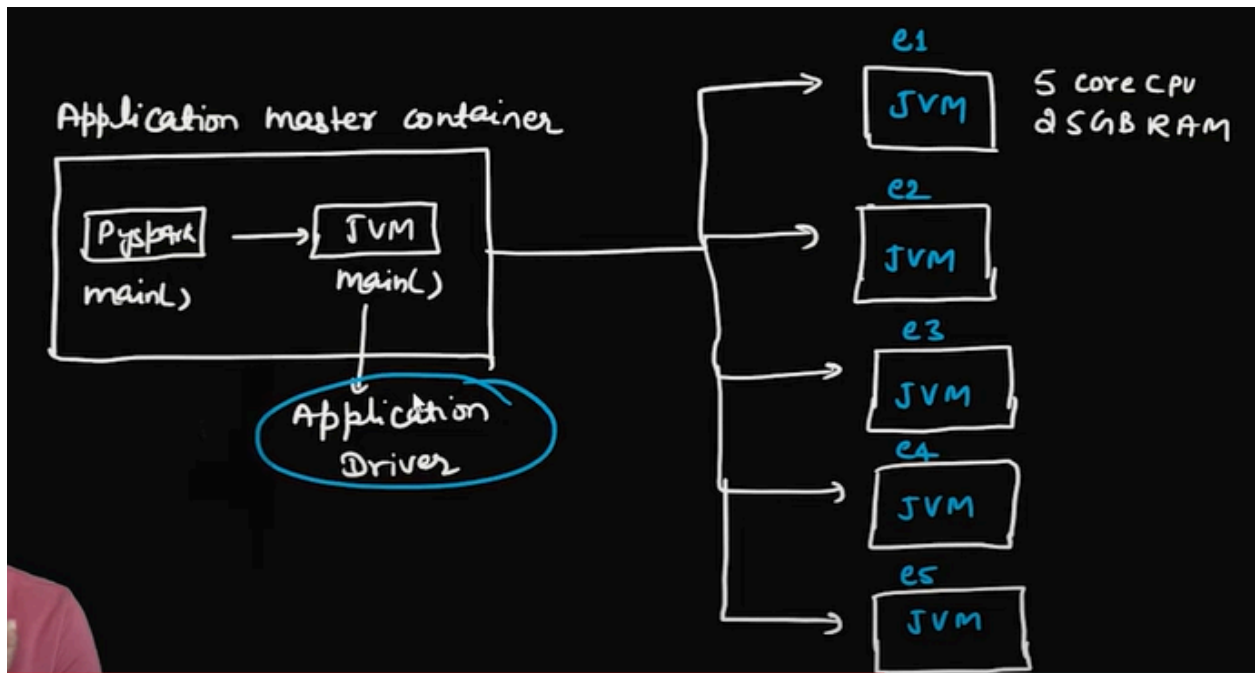 Application master container
Pyspark
main()
JVM
main()
Application
Driver
e1
JVM
5 core CPU
25GB RAM
e2
JVM
e3
JVM
e4
JVM
e5
JVM